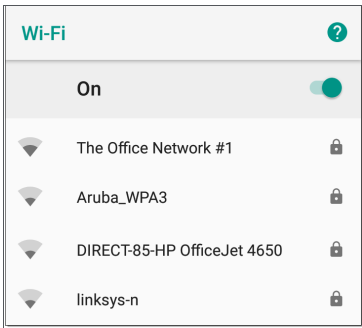 Wi-Fi
?
On
The Office Network #1
Aruba_WPA3
DIRECT-85-HP OfficeJet 4650
linksys-n